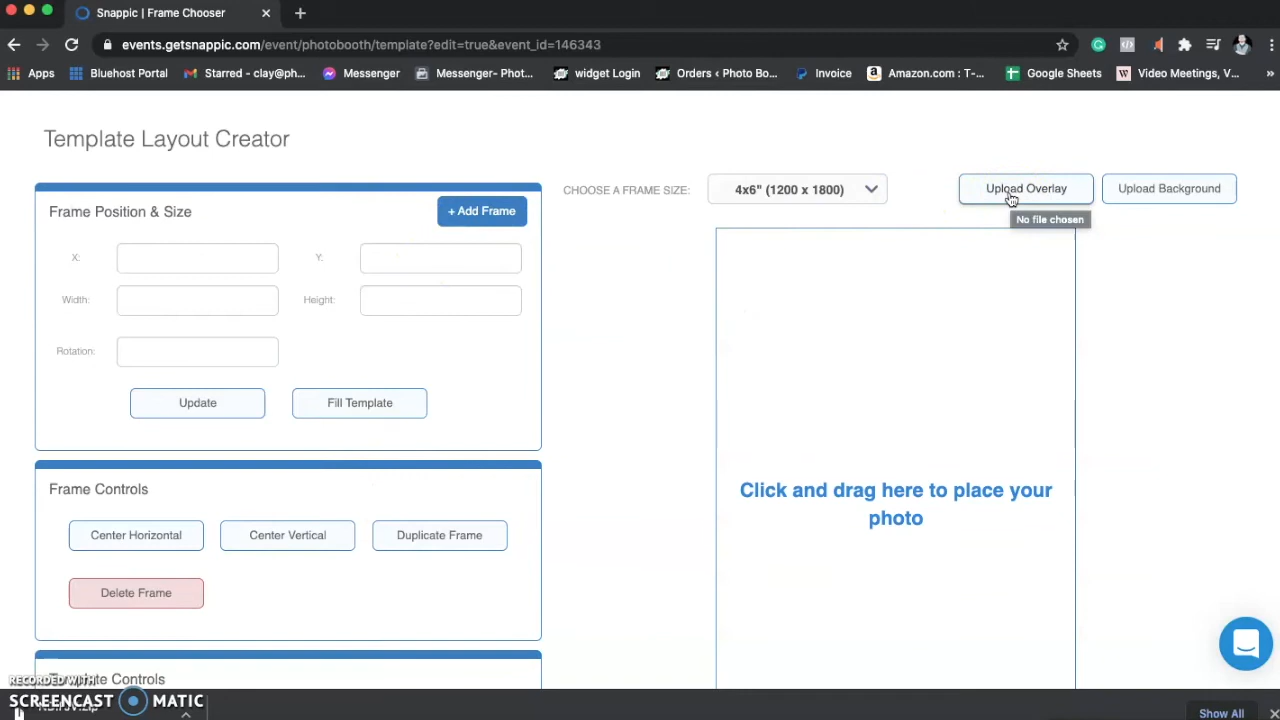 Snappic | Frame Chooser
events.getsnappic.com/event/photobooth/template?edit=true&event_id=146343
Apps Bluehost Portal Starred - clay@ph... Messenger Messenger- Phot... widget Login Orders ‹ Photo Bo... Invoice Amazon.com : T-... Google Sheets Video Meetings, V...
Template Layout Creator
CHOOSE A FRAME SIZE: 4x6" (1200 x 1800) Upload Overlay Upload Background
No file chosen
Frame Position & Size + Add Frame
X: Y:
Width: Height:
Rotation:
Update Fill Template
Click and drag here to place your
photo
Frame Controls
Center Horizontal Center Vertical Duplicate Frame
Delete Frame
Template Controls
RECORDED WITH
SCREENCAST MATIC
Show All